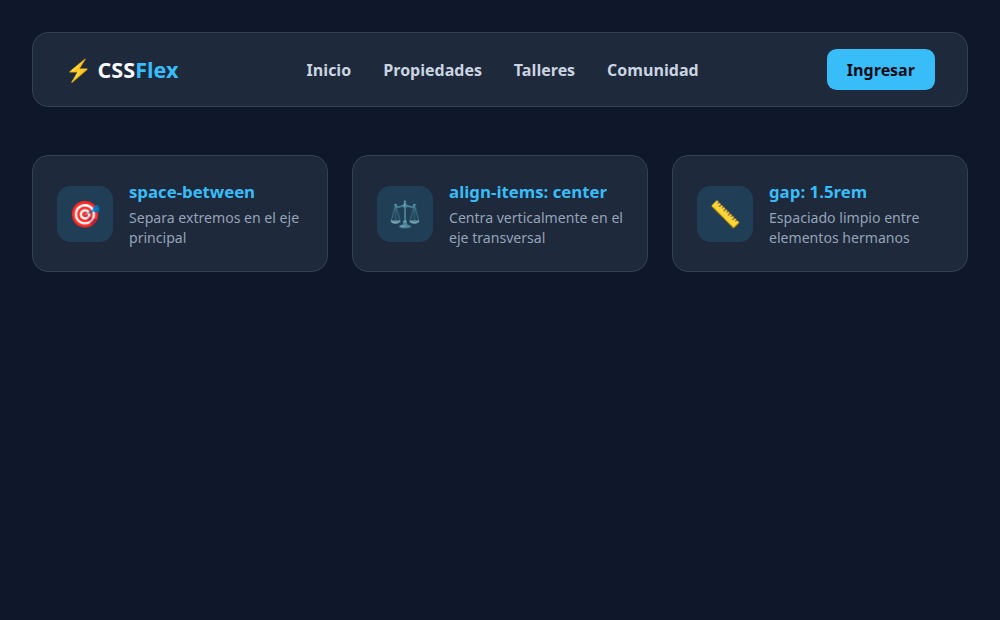 ⚡ CSSFlex
Inicio
Propiedades
Talleres
Comunidad
Ingresar
space-between
Separa extremos en el eje
principal
align-items: center
Centra verticalmente en el
eje transversal
gap: 1.5rem
Espaciado limpio entre
elementos hermanos